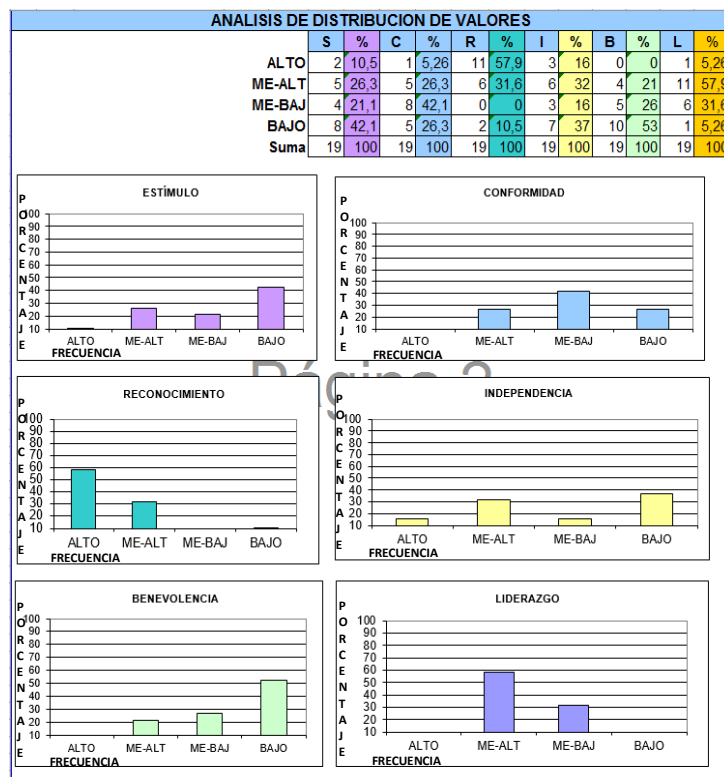 ANALISIS DE DISTRIBUCION DE VALORES
S % C % R % I % B % L %
ALTO 2 10,5 1 5,26 11 57,9 3 16 0 0 1 5,26
ME-ALT 5 26,3 5 26,3 6 31,6 6 32 4 21 11 57,9
ME-BAJ 4 21,1 8 42,1 0 0 3 16 5 26 6 31,6
BAJO 8 42,1 5 26,3 2 10,5 7 37 10 53 1 5,26
Suma 19 100 19 100 19 100 19 100 19 100 19 100
ESTÍMULO
PORCENTAJE
100
90
80
70
60
50
40
30
20
10
ALTO ME-ALT ME-BAJ BAJO
FRECUENCIA
CONFORMIDAD
PORCENTAJE
100
90
80
70
60
50
40
30
20
10
ALTO ME-ALT ME-BAJ BAJO
FRECUENCIA
Página 2
RECONOCIMIENTO
PORCENTAJE
100
90
80
70
60
50
40
30
20
10
ALTO ME-ALT ME-BAJ BAJO
FRECUENCIA
INDEPENDENCIA
PORCENTAJE
100
90
80
70
60
50
40
30
20
10
ALTO ME-ALT ME-BAJ BAJO
FRECUENCIA
BENEVOLENCIA
PORCENTAJE
100
90
80
70
60
50
40
30
20
10
ALTO ME-ALT ME-BAJ BAJO
FRECUENCIA
LIDERAZGO
PORCENTAJE
100
90
80
70
60
50
40
30
20
10
ALTO ME-ALT ME-BAJ BAJO
FRECUENCIA